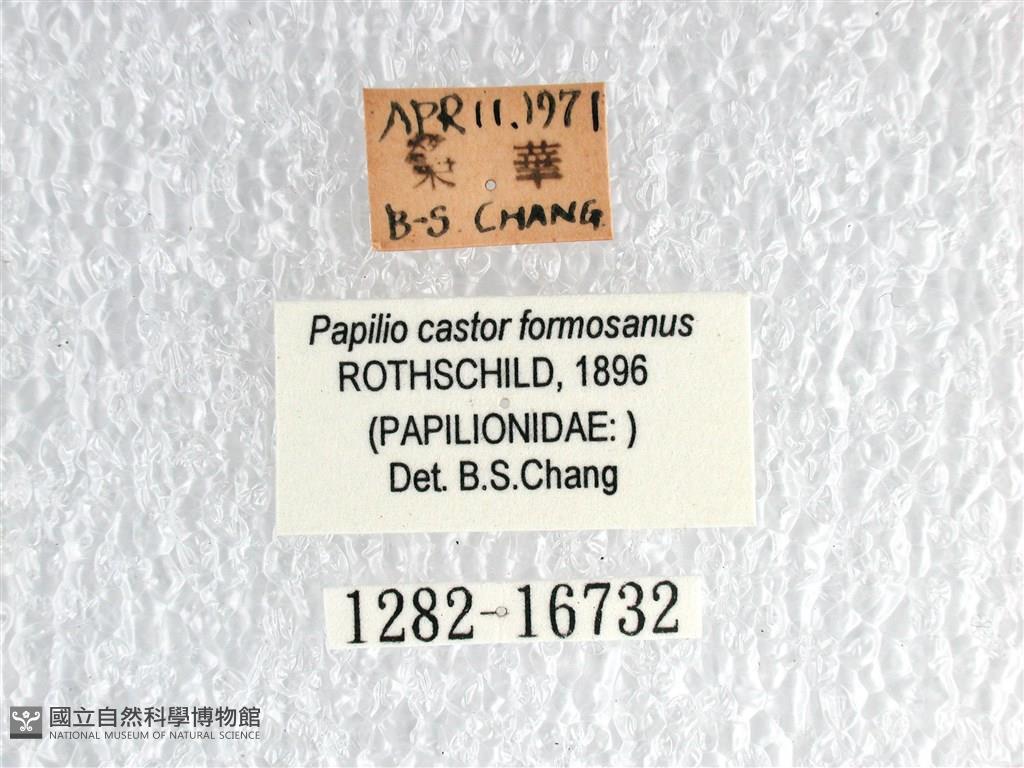 APR 11.1971
華
B-S. CHANG.
Papilio castor formosanus
ROTHSCHILD, 1896
(PAPILIONIDAE: )
Det. B.S.Chang
1282-16732
國立自然科學博物館
NATIONAL MUSEUM OF NATURAL SCIENCE